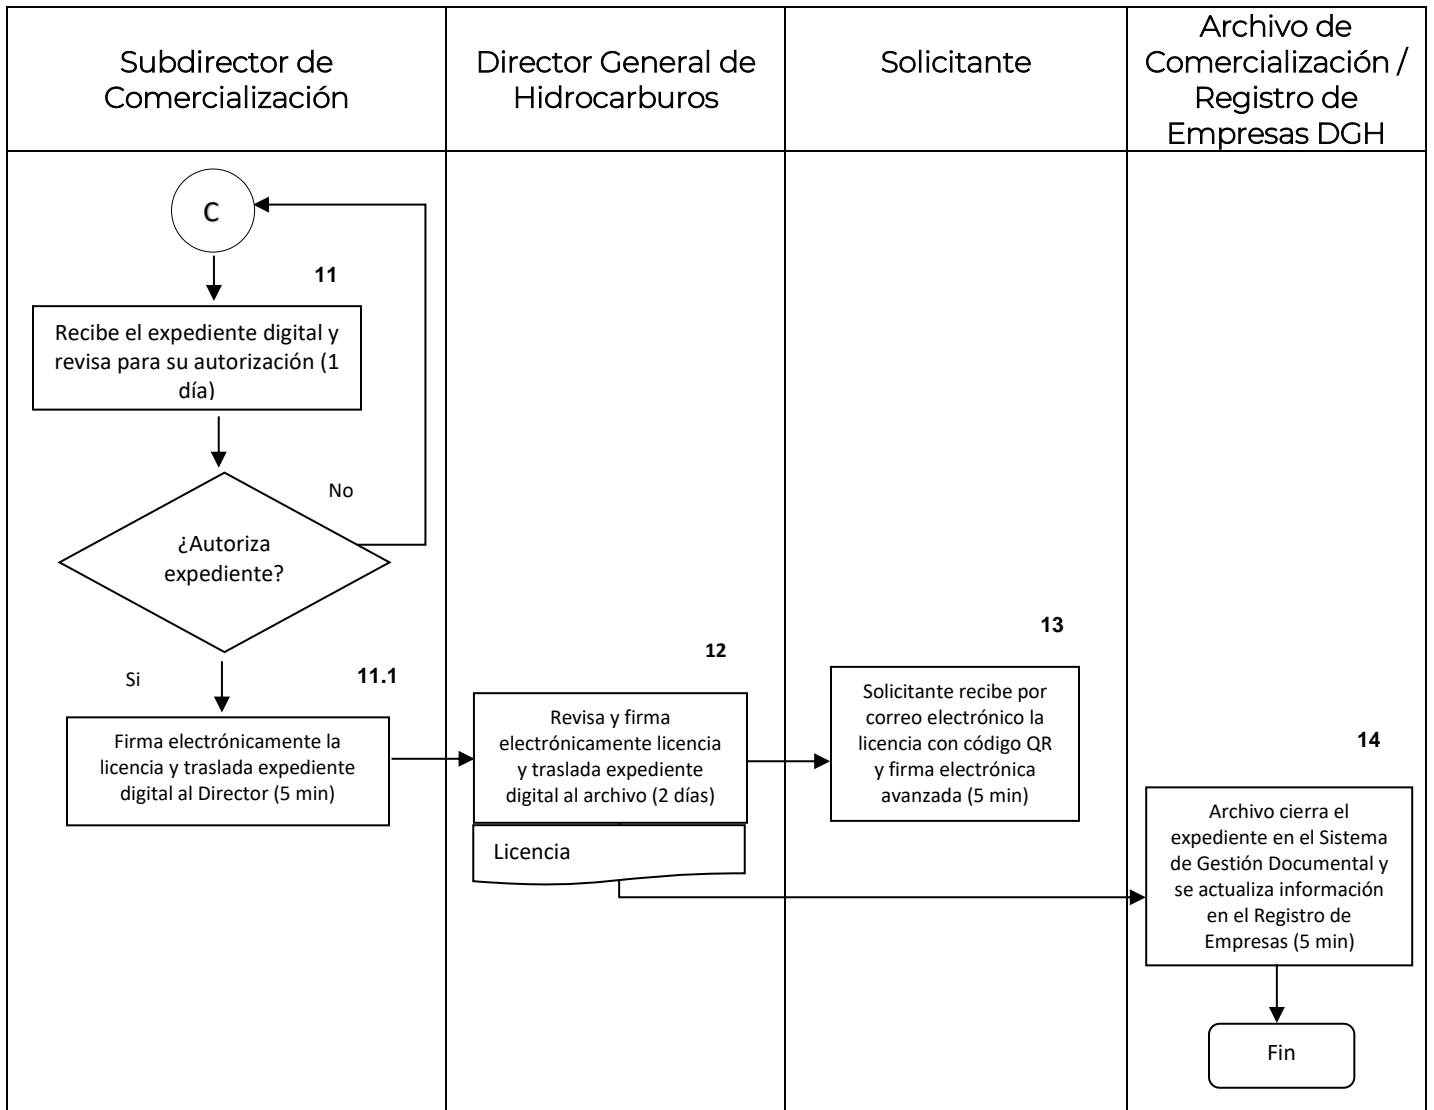 Subdirector de
Comercialización
Director General de
Hidrocarburos
Solicitante
Archivo de
Comercialización /
Registro de
Empresas DGH
C
11
Recibe el expediente digital y
revisa para su autorización (1
día)
No
¿Autoriza
expediente?
Si
11.1
Firma electrónicamente la
licencia y traslada expediente
digital al Director (5 min)
12
Revisa y firma
electrónicamente licencia
y traslada expediente
digital al archivo (2 días)
Licencia
13
Solicitante recibe por
correo electrónico la
licencia con código QR
y firma electrónica
avanzada (5 min)
14
Archivo cierra el
expediente en el Sistema
de Gestión Documental y
se actualiza información
en el Registro de
Empresas (5 min)
Fin